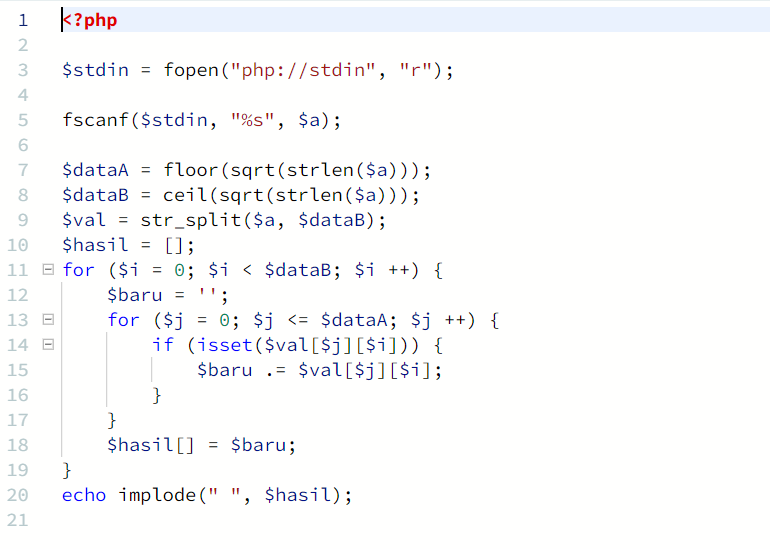 1 <?php
2
3 $stdin = fopen("php://stdin", "r");
4
5 fscanf($stdin, "%s", $a);
6
7 $dataA = floor(sqrt(strlen($a)));
8 $dataB = ceil(sqrt(strlen($a)));
9 $val = str_split($a, $dataB);
10 $hasil = [];
11 for ($i = 0; $i < $dataB; $i ++) {
12 $baru = '';
13 for ($j = 0; $j <= $dataA; $j ++) {
14 if (isset($val[$j][$i])) {
15 $baru .= $val[$j][$i];
16 }
17 }
18 $hasil[] = $baru;
19 }
20 echo implode(" ", $hasil);
21